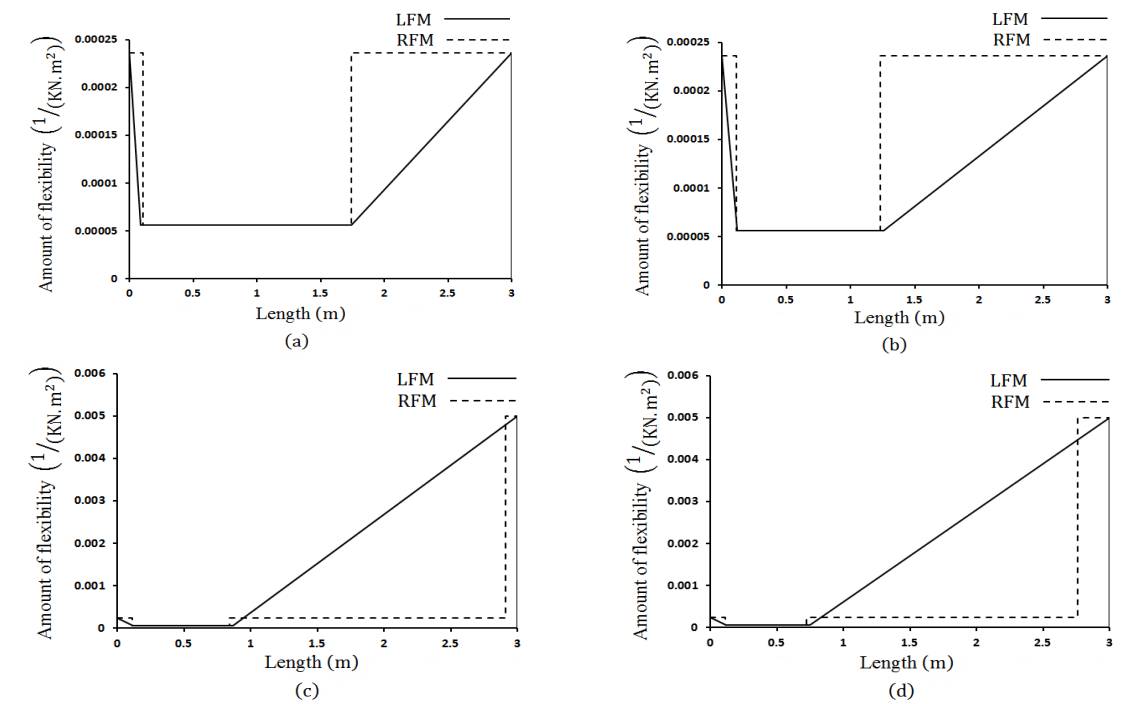 LFM
RFM
0.00025
0.0002
0.00015
0.0001
0.00005
0
Amount of flexibility (1/(KN.m²))
0 0.5 1 1.5 2 2.5 3
Length (m)
(a)
LFM
RFM
0.00025
0.0002
0.00015
0.0001
0.00005
0
Amount of flexibility (1/(KN.m²))
0 0.5 1 1.5 2 2.5 3
Length (m)
(b)
LFM
RFM
0.006
0.005
0.004
0.003
0.002
0.001
0
Amount of flexibility (1/(KN.m²))
0 0.5 1 1.5 2 2.5 3
Length (m)
(c)
LFM
RFM
0.006
0.005
0.004
0.003
0.002
0.001
0
Amount of flexibility (1/(KN.m²))
0 0.5 1 1.5 2 2.5 3
Length (m)
(d)